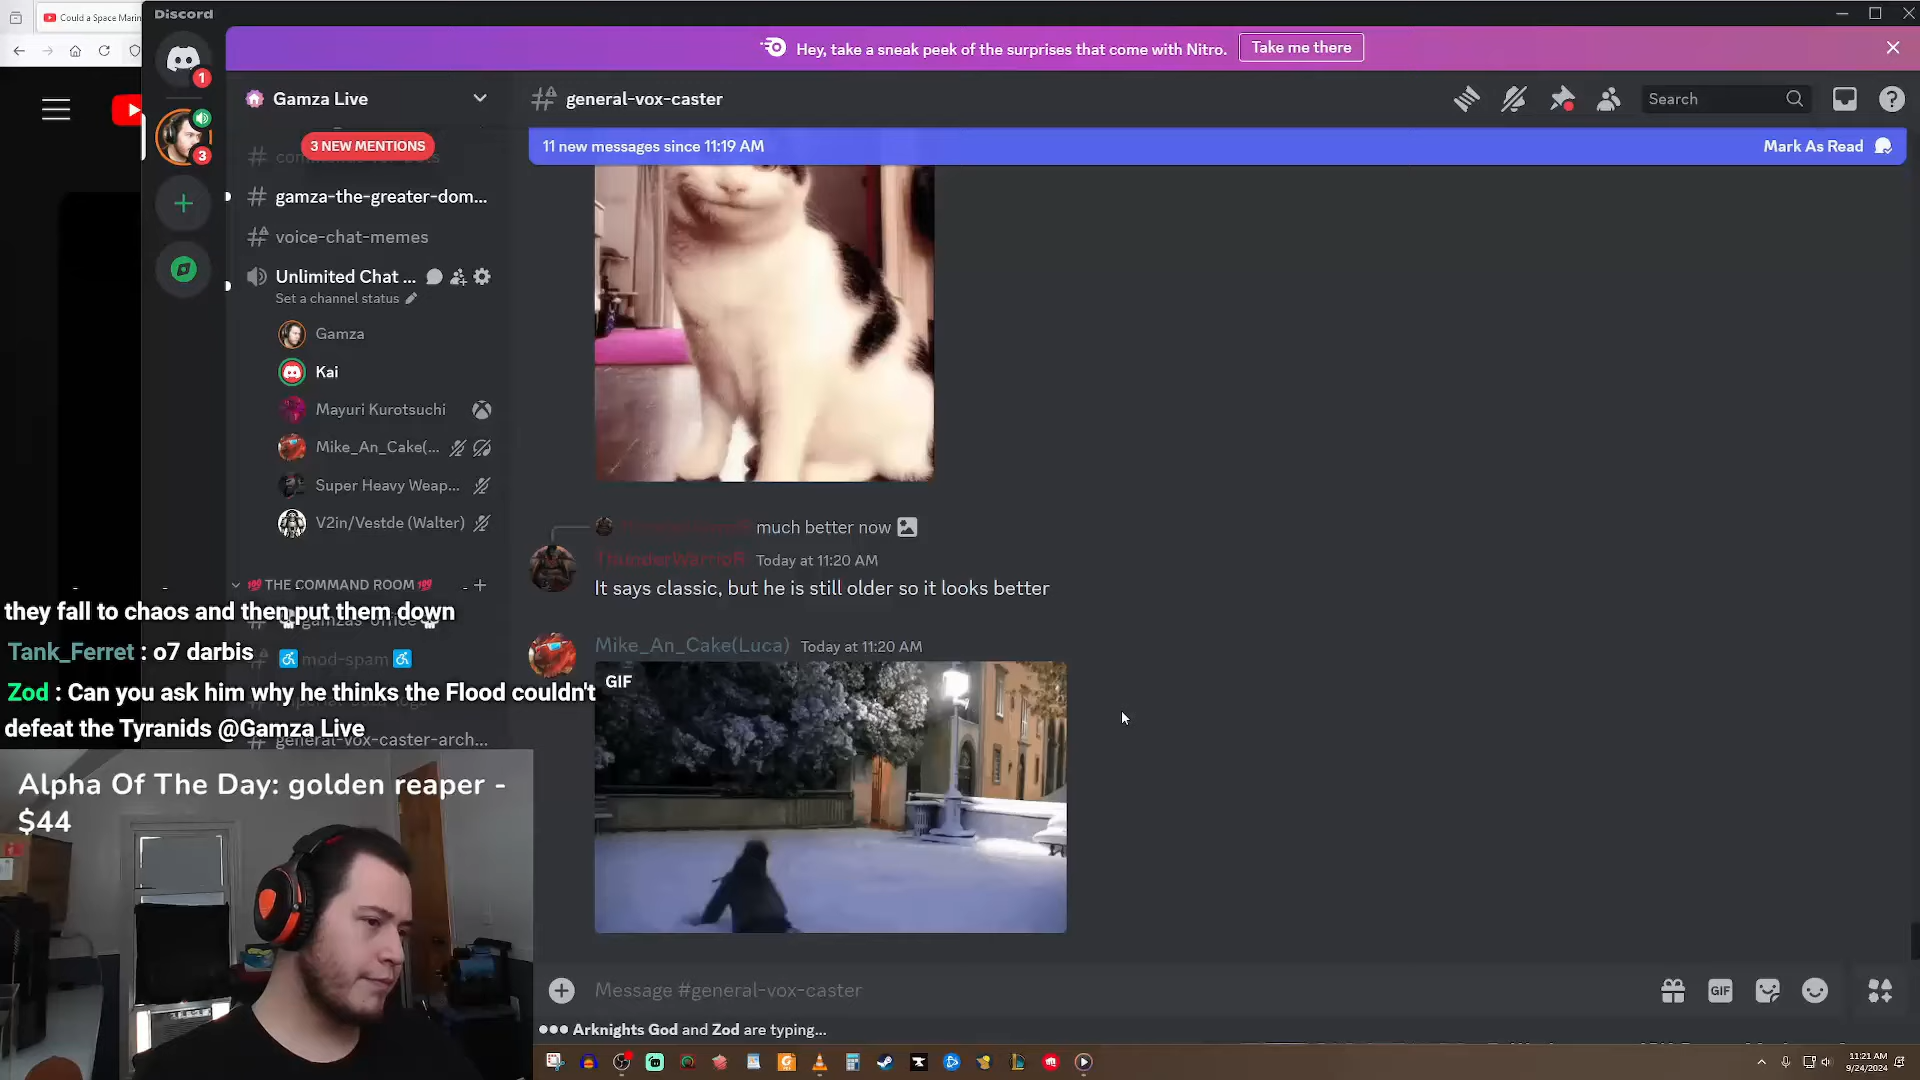 Discord
Could a Space Marin
1
Hey, take a sneak peek of the surprises that come with Nitro.
Take me there
Gamza Live
general-vox-caster
Search
3
3 NEW MENTIONS
11 new messages since 11:19 AM
Mark As Read
gamza-the-greater-dom...
voice-chat-memes
Unlimited Chat ...
Set a channel status
Gamza
Kai
Mayuri Kurotsuchi
Mike_An_Cake(...
Super Heavy Weap...
V2in/Vestde (Walter)
💯 THE COMMAND ROOM 💯
gamzas-office
mod-spam
general-vox-caster-arch...
much better now
ThunderWarrioR Today at 11:20 AM
It says classic, but he is still older so it looks better
Mike_An_Cake(Luca) Today at 11:20 AM
GIF
they fall to chaos and then put them down
Tank_Ferret : o7 darbis
Zod : Can you ask him why he thinks the Flood couldn't
defeat the Tyranids @Gamza Live
Alpha Of The Day: golden reaper -
$44
Message #general-vox-caster
GIF
Arknights God and Zod are typing...
11:21 AM
9/24/2024